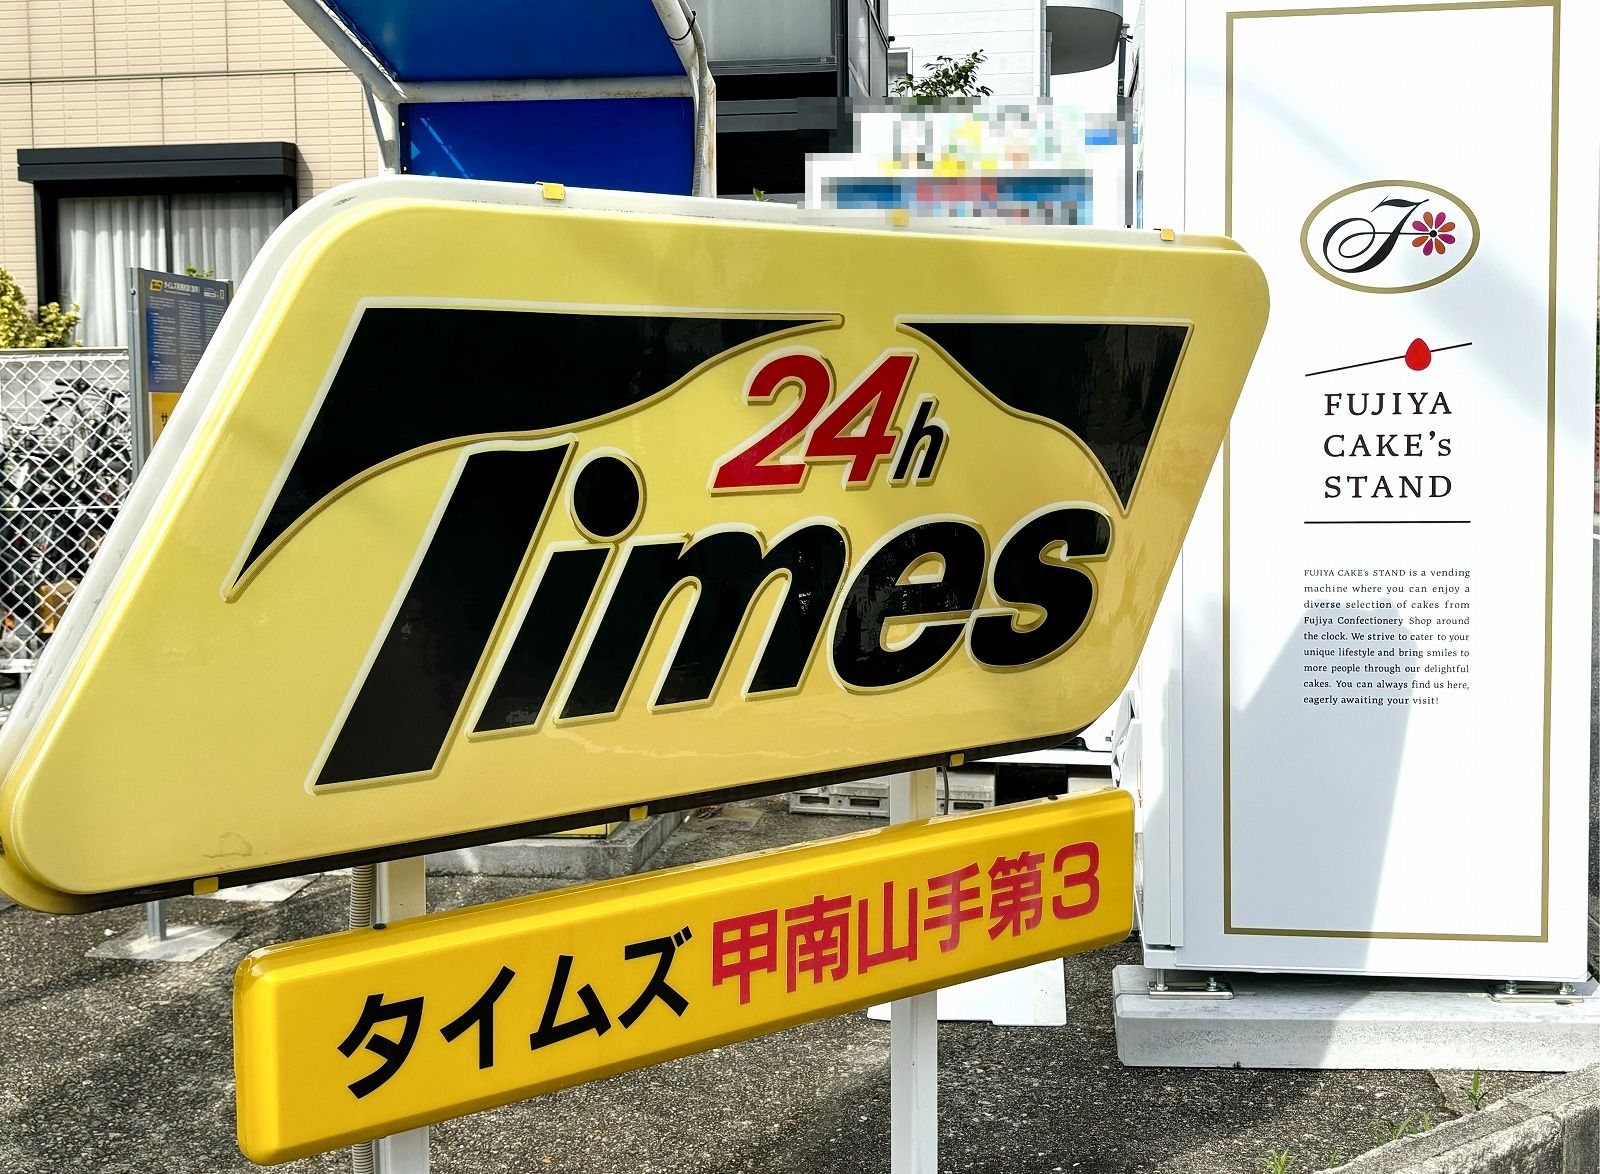 24h
Times
タイムズ甲南山手第3
FUJIYA
CAKE's
STAND
FUJIYA CAKE's STAND is a vending
machine where you can enjoy a
diverse selection of cakes from
Fujiya Confectionery Shop around
the clock. We strive to cater to your
unique lifestyle and bring smiles to
more people through our delightful
cakes. You can always find us here,
eagerly awaiting your visit!